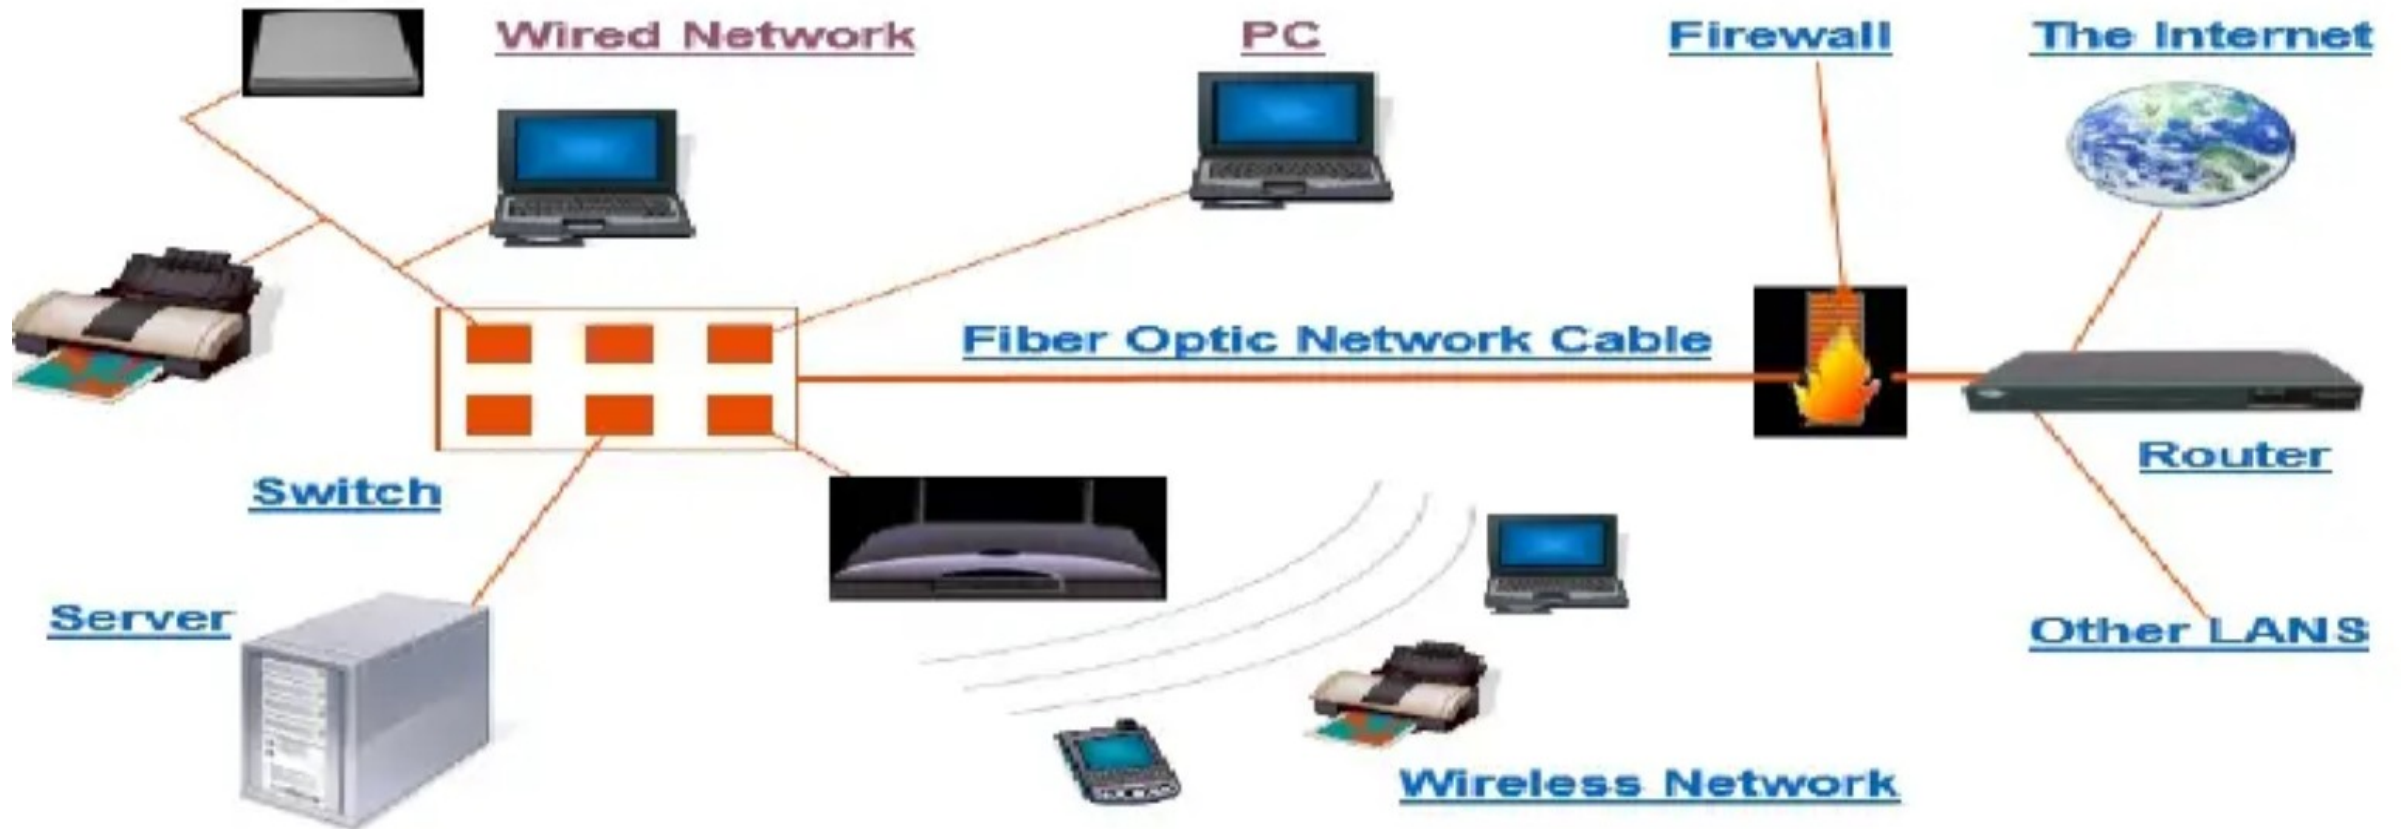 Wired Network
PC
Firewall
The Internet
Fiber Optic Network Cable
Router
Switch
Server
Other LANS
Wireless Network